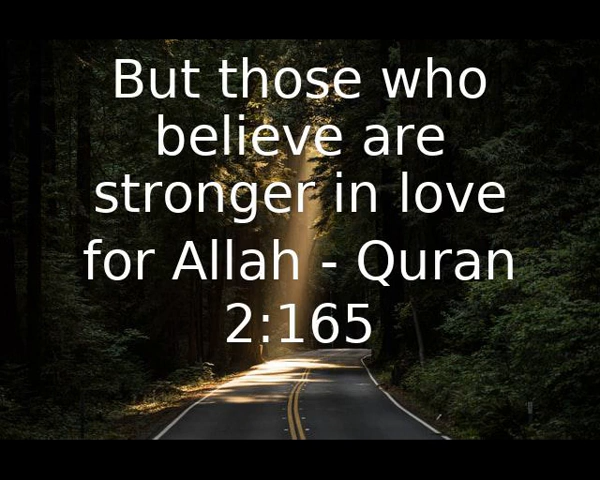 But those who
believe are
stronger in love
for Allah - Quran
2:165